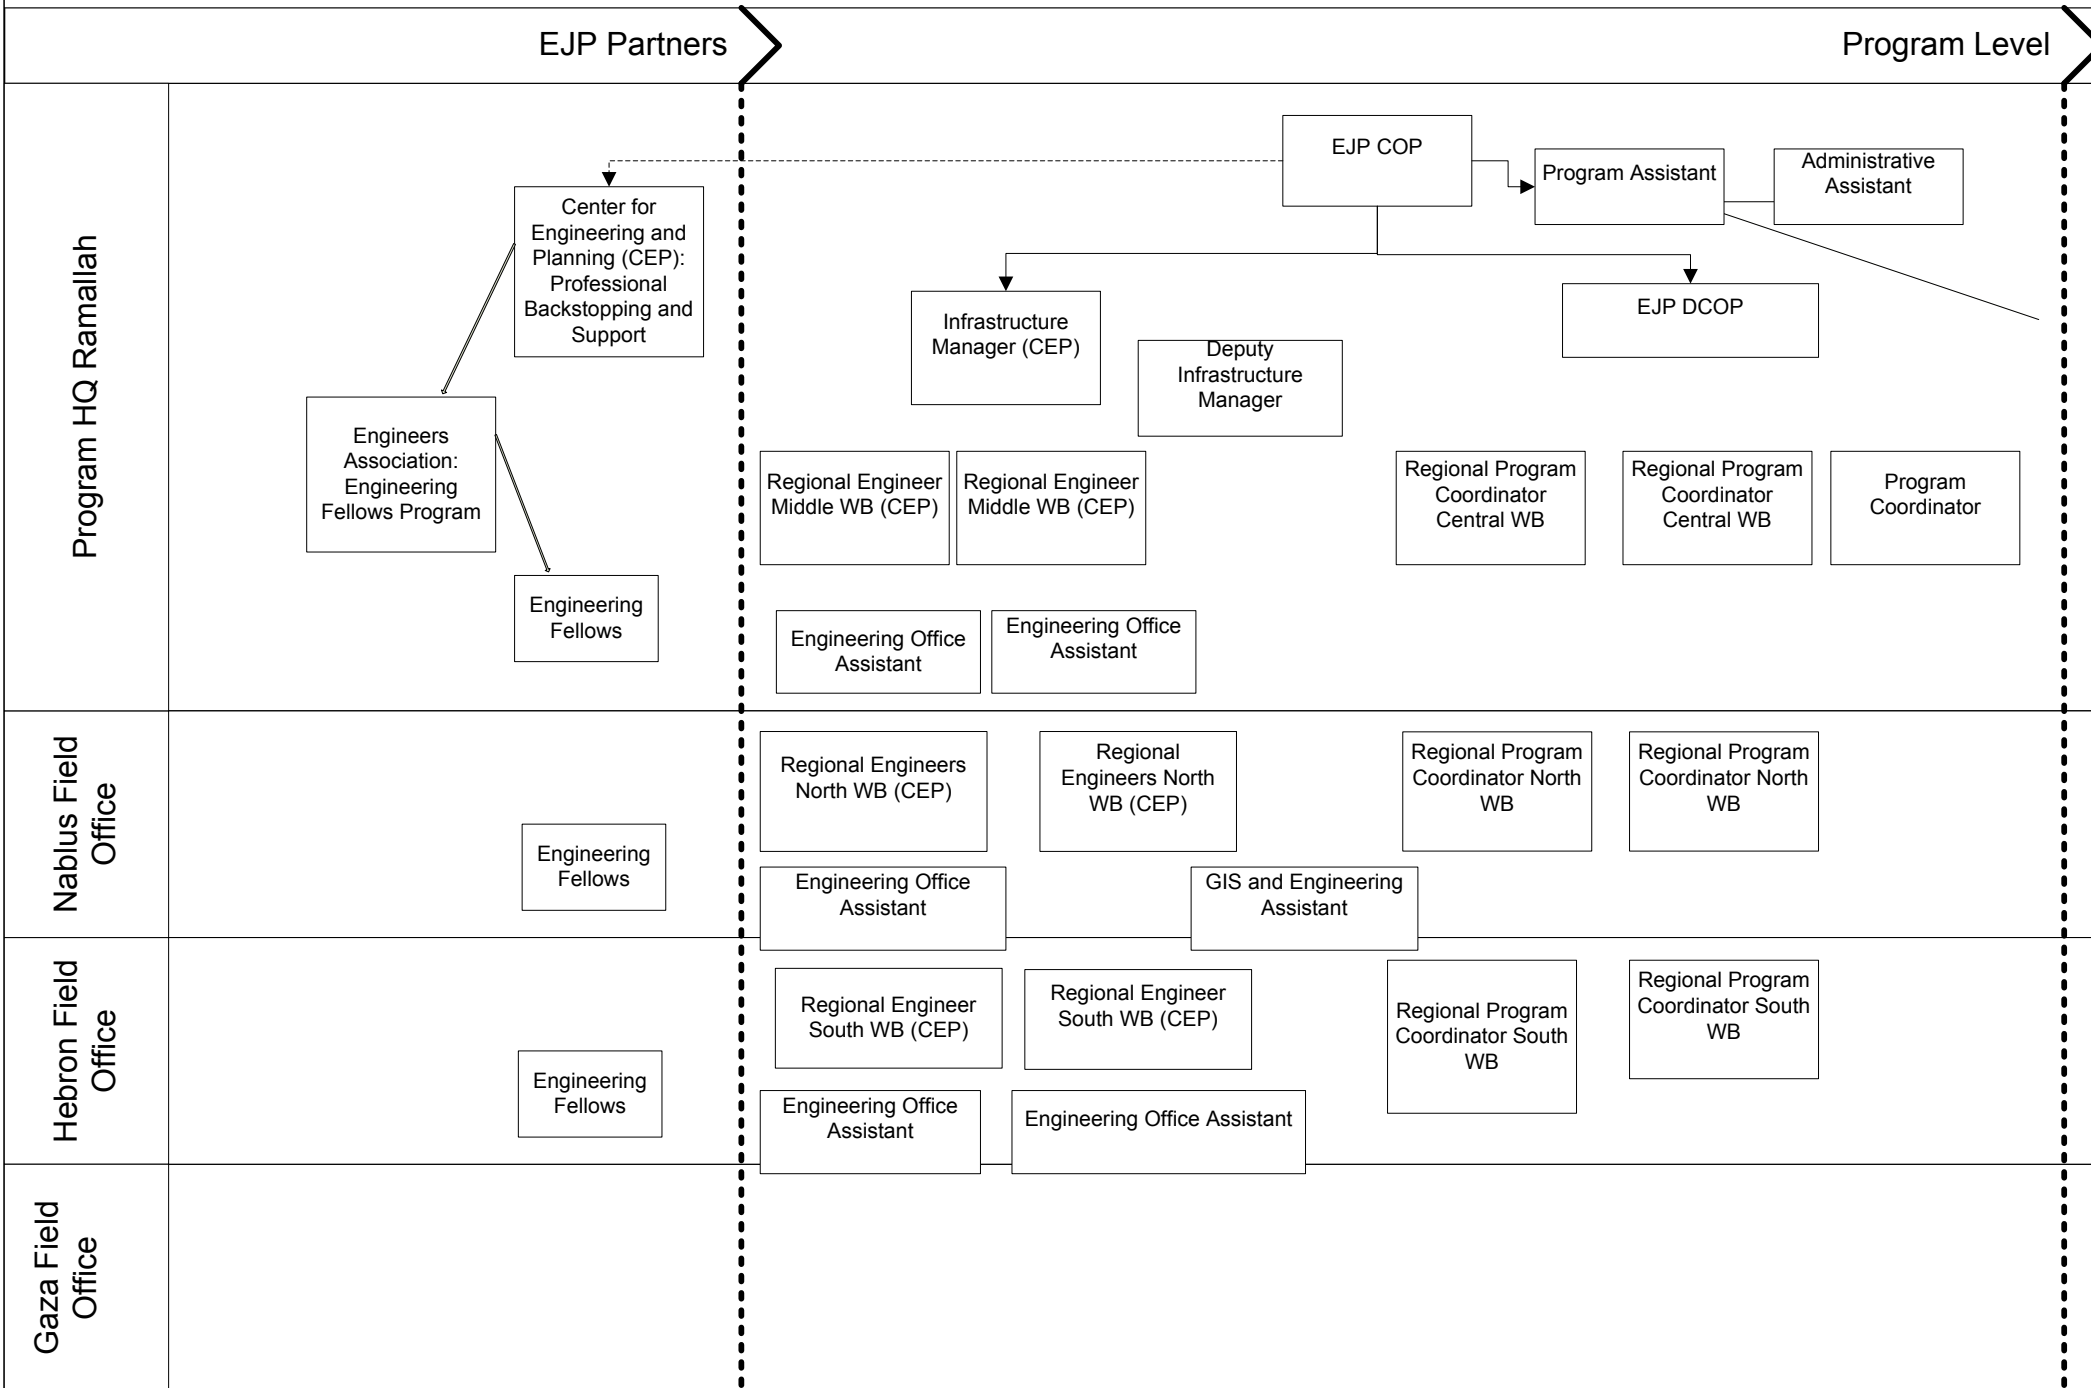 EJP Partners
Program Level
Program HQ Ramallah
EJP COP
Program Assistant
Administrative
Assistant
Center for
Engineering and
Planning (CEP):
Professional
Backstopping and
Support
Infrastructure
Manager (CEP)
Deputy
Infrastructure
Manager
EJP DCOP
Engineers
Association:
Engineering
Fellows Program
Regional Engineer
Middle WB (CEP)
Regional Engineer
Middle WB (CEP)
Regional Program
Coordinator
Central WB
Regional Program
Coordinator
Central WB
Program
Coordinator
Engineering
Fellows
Engineering Office
Assistant
Engineering Office
Assistant
Nablus Field
Office
Engineering
Fellows
Regional Engineers
North WB (CEP)
Regional
Engineers North
WB (CEP)
Regional Program
Coordinator North
WB
Regional Program
Coordinator North
WB
Engineering Office
Assistant
GIS and Engineering
Assistant
Hebron Field
Office
Engineering
Fellows
Regional Engineer
South WB (CEP)
Regional Engineer
South WB (CEP)
Regional Program
Coordinator South
WB
Regional Program
Coordinator South
WB
Engineering Office
Assistant
Engineering Office Assistant
Gaza Field
Office